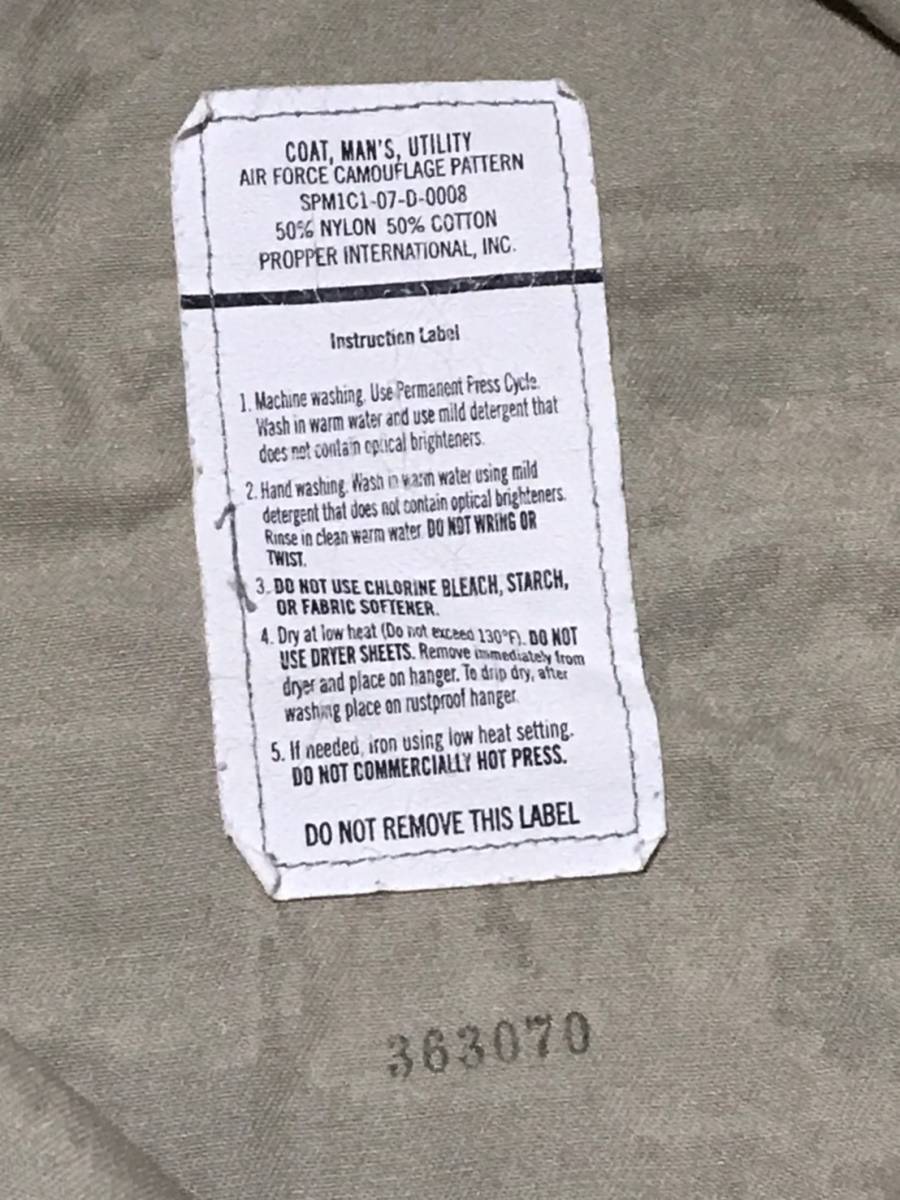 COAT, MAN'S, UTILITY
AIR FORCE CAMOUFLAGE PATTERN
SPM1C1-07-D-0008
50% NYLON 50% COTTON
PROPPER INTERNATIONAL, INC.
Instruction Label
1. Machine washing. Use Permanent Press Cycle.
Wash in warm water and use mild detergent that
does not contain optical brighteners.
2. Hand washing. Wash in warm water using mild
detergent that does not contain optical brighteners.
Rinse in clean warm water. DO NOT WRING OR
TWIST.
3. DO NOT USE CHLORINE BLEACH, STARCH,
OR FABRIC SOFTENER.
4. Dry at low heat (Do not exceed 130°F). DO NOT
USE DRYER SHEETS. Remove immediately from
dryer and place on hanger. To drip dry, after
washing place on rustproof hanger.
5. If needed, iron using low heat setting.
DO NOT COMMERCIALLY HOT PRESS.
DO NOT REMOVE THIS LABEL
363070